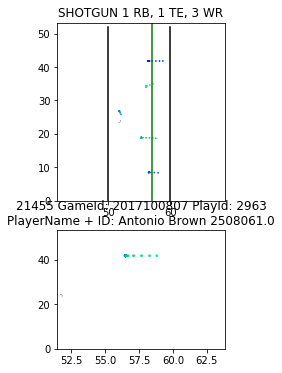 SHOTGUN 1 RB, 1 TE, 3 WR
50
40
30
20
10
0
50
60
21455 GameId: 2017100807 PlayId: 2963
PlayerName + ID: Antonio Brown 2508061.0
40
20
0
52.5 55.0 57.5 60.0 62.5